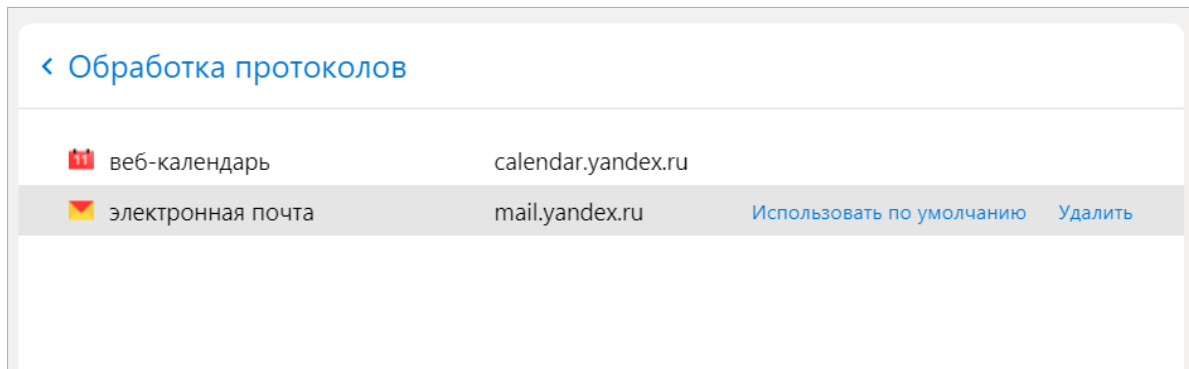 Обработка протоколов
11 веб-календарь calendar.yandex.ru
электронная почта mail.yandex.ru Использовать по умолчанию Удалить